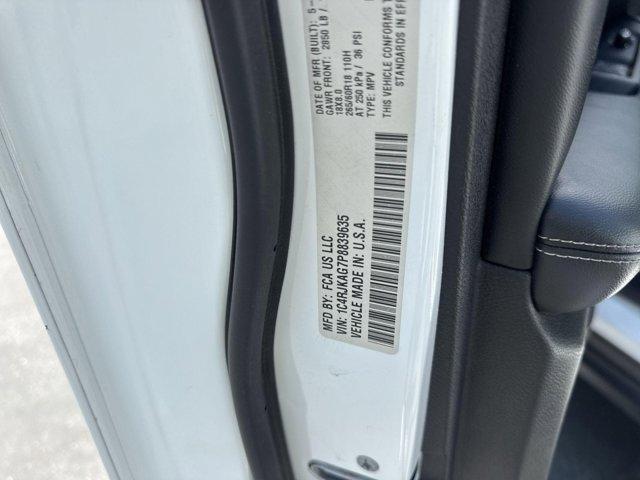 MFD BY: FCA US LLC
VIN: 1C4RJKAG7P8839635
VEHICLE MADE IN: U.S.A.
DATE OF MFR (BUILT): 5-
GAWR FRONT: 2850 LB /
18X8.0
265/60R18 110H
AT 250 kPa / 36 PSI
TYPE: MPV
THIS VEHICLE CONFORMS T
STANDARDS IN EFF